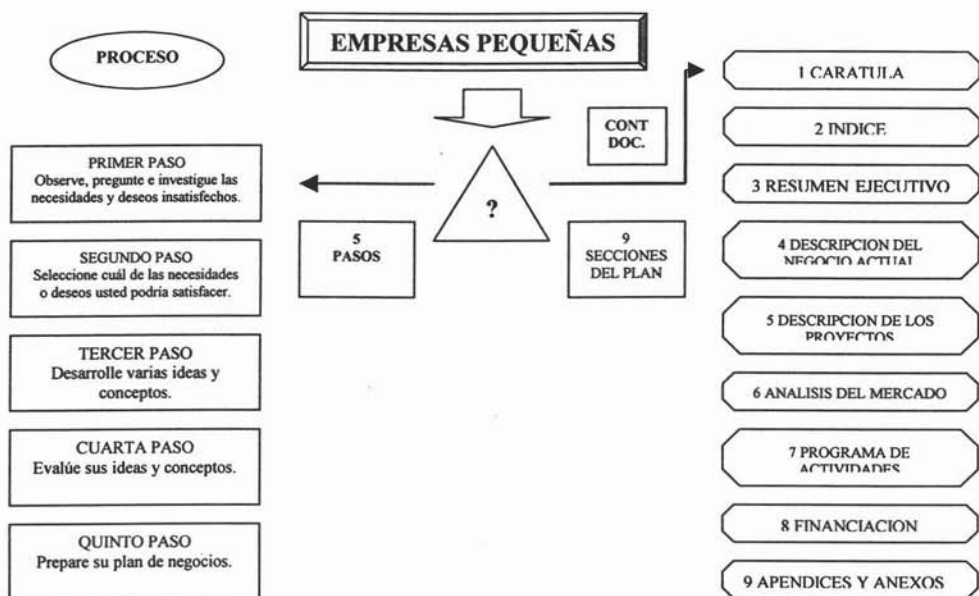 EMPRESAS PEQUEÑAS
PROCESO
PRIMER PASO
Observe, pregunte e investigue las
necesidades y deseos insatisfechos.
SEGUNDO PASO
Seleccione cuál de las necesidades
o deseos usted podría satisfacer.
TERCER PASO
Desarrolle varias ideas y
conceptos.
CUARTA PASO
Evalúe sus ideas y conceptos.
QUINTO PASO
Prepare su plan de negocios.
5
PASOS
?
CONT
DOC.
9
SECCIONES
DEL PLAN
1 CARATULA
2 INDICE
3 RESUMEN EJECUTIVO
4 DESCRIPCION DEL
NEGOCIO ACTUAL
5 DESCRIPCION DE LOS
PROYECTOS
6 ANALISIS DEL MERCADO
7 PROGRAMA DE
ACTIVIDADES
8 FINANCIACION
9 APENDICES Y ANEXOS